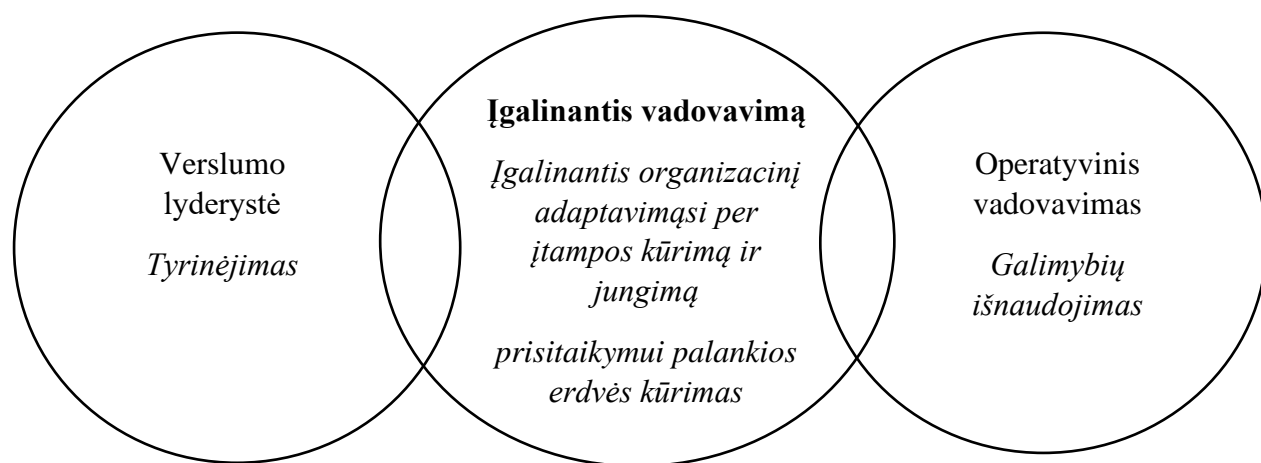 Verslumo
lyderystė
Tyrinėjimas
Įgalinantis vadovavimą
Įgalinantis organizacinį
adaptavimąsi per
įtampos kūrimą ir
jungimą
prisitaikymui palankios
erdvės kūrimas
Operatyvinis
vadovavimas
Galimybių
išnaudojimas